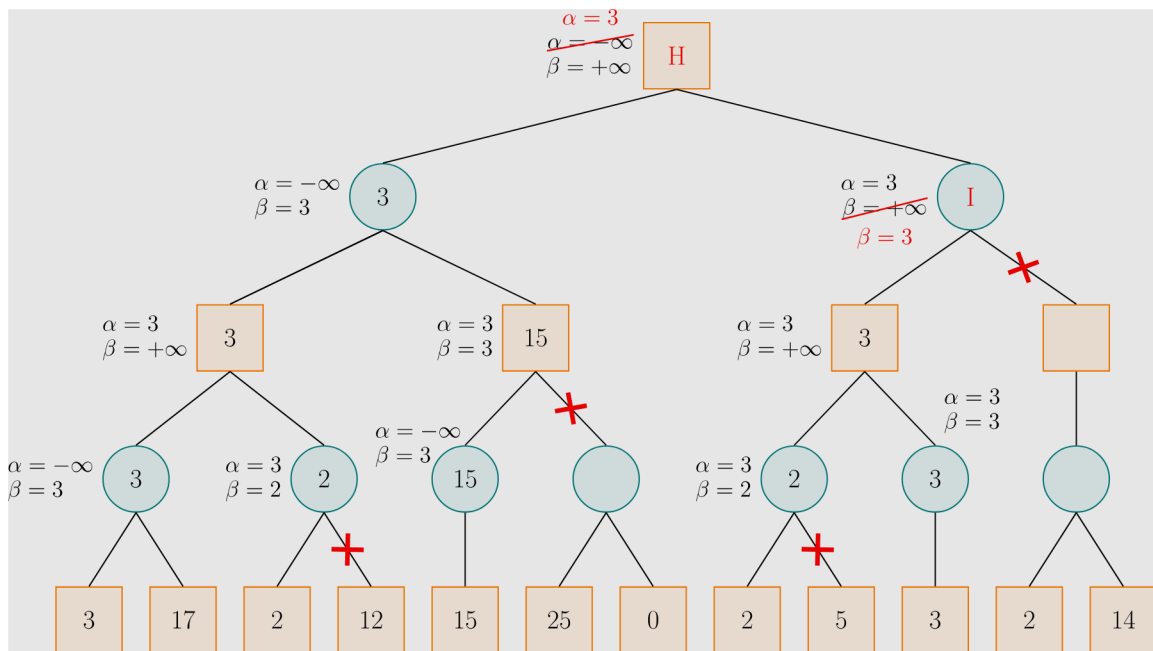 α = 3
α = −∞
β = +∞
H
α = −∞
β = 3
3
α = 3
β = +∞
β = 3
I
α = 3
β = +∞
3
α = 3
β = 3
15
α = 3
β = +∞
3
α = 3
β = 3
α = −∞
β = 3
3
α = 3
β = 2
2
α = −∞
β = 3
15
α = 3
β = 2
2
3
3
17
2
12
15
25
0
2
5
3
2
14